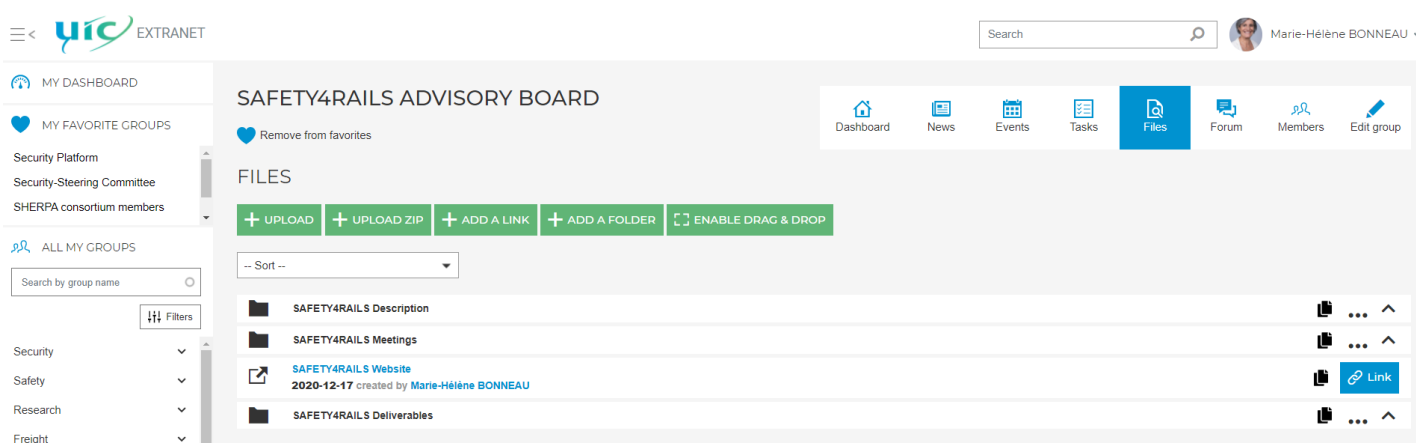 uic EXTRANET
Search
Marie-Hélène BONNEAU
MY DASHBOARD
MY FAVORITE GROUPS
Security Platform
Security-Steering Committee
SHERPA consortium members
ALL MY GROUPS
Search by group name
Filters
Security
Safety
Research
Freight
SAFETY4RAILS ADVISORY BOARD
Remove from favorites
Dashboard
News
Events
Tasks
Files
Forum
Members
Edit group
FILES
UPLOAD
UPLOAD ZIP
ADD A LINK
ADD A FOLDER
ENABLE DRAG & DROP
-- Sort --
SAFETY4RAILS Description
SAFETY4RAILS Meetings
SAFETY4RAILS Website
2020-12-17 created by Marie-Hélène BONNEAU
Link
SAFETY4RAILS Deliverables